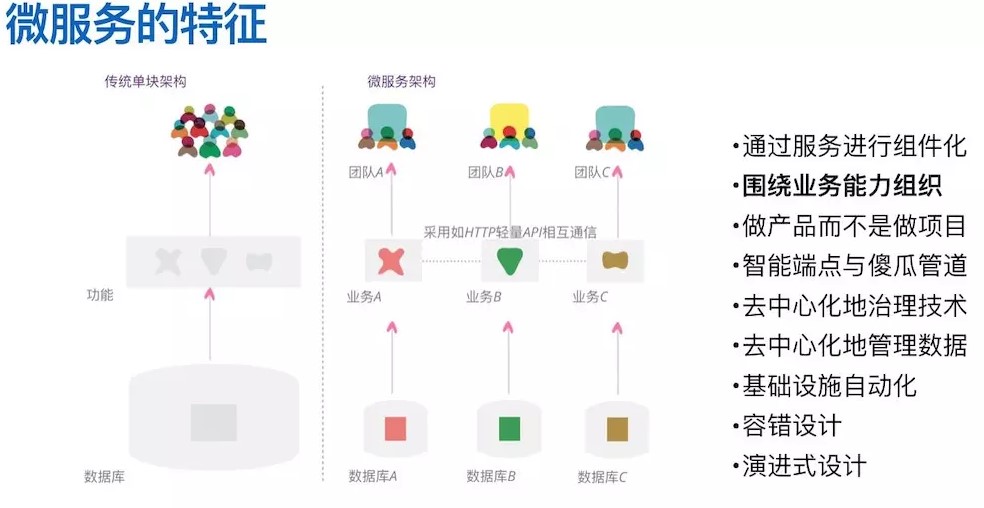 微服务的特征
传统单块架构
微服务架构
团队A
团队B
团队C
采用如HTTP轻量API相互通信
功能
业务A
业务B
业务C
数据库
数据库A
数据库B
数据库C
•通过服务进行组件化
•围绕业务能力组织
•做产品而不是做项目
•智能端点与傻瓜管道
•去中心化地治理技术
•去中心化地管理数据
•基础设施自动化
•容错设计
•演进式设计